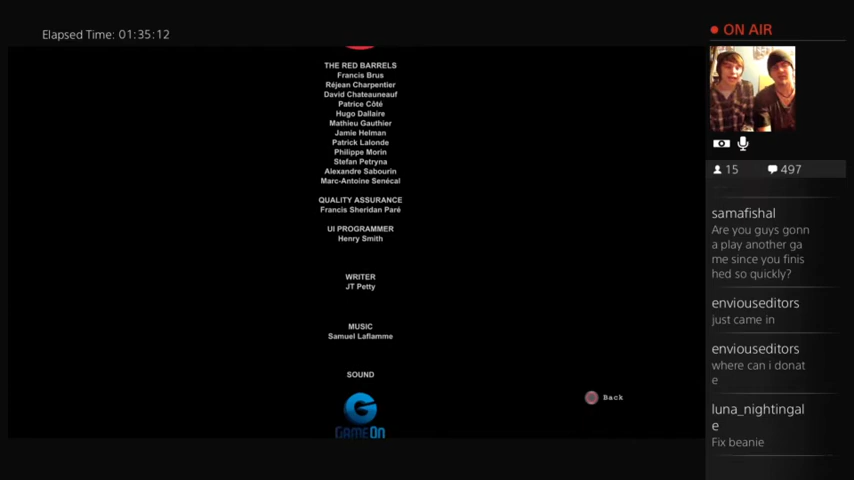 Elapsed Time: 01:35:12
THE RED BARRELS
Francis Brus
Réjean Charpentier
David Chateauneuf
Patrice Côté
Hugo Dallaire
Mathieu Gauthier
Jamie Helman
Patrick Lalonde
Philippe Morin
Stefan Petryna
Alexandre Sabourin
Marc-Antoine Senécal
QUALITY ASSURANCE
Francis Sheridan Paré
UI PROGRAMMER
Henry Smith
WRITER
JT Petty
MUSIC
Samuel Laflamme
SOUND
GAMEON
Back
ON AIR
15
497
samafishal
Are you guys gonn
a play another ga
me since you finis
hed so quickly?
enviouseditors
just came in
enviouseditors
where can i donat
e
luna_nightingal
e
Fix beanie